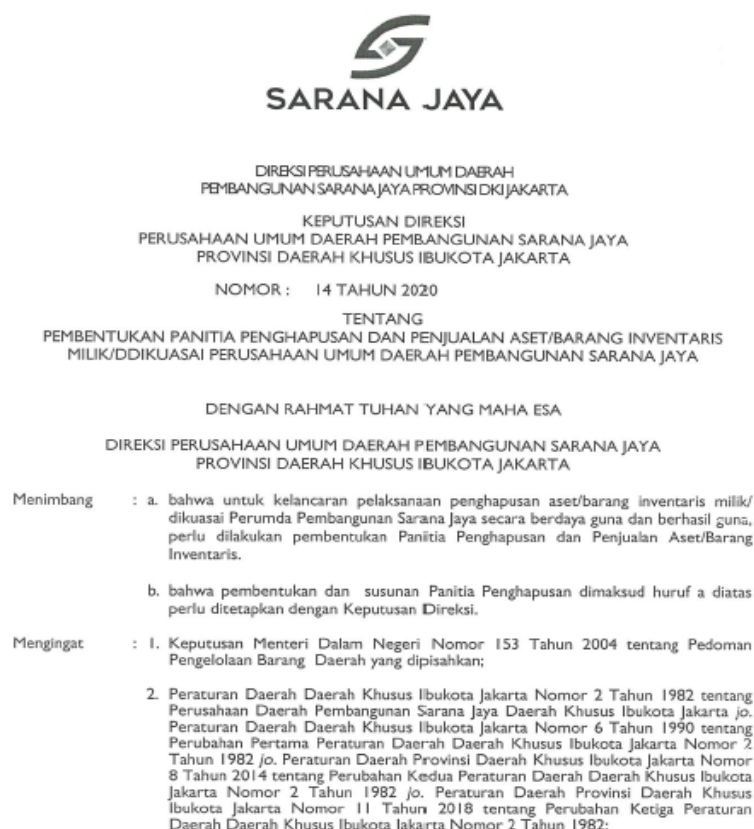 SARANA JAYA
DIREKSI PERUSAHAAN UMUM DAERAH
PEMBANGUNAN SARANA JAYA PROVINSI DKI JAKARTA
KEPUTUSAN DIREKSI
PERUSAHAAN UMUM DAERAH PEMBANGUNAN SARANA JAYA
PROVINSI DAERAH KHUSUS IBUKOTA JAKARTA
NOMOR : 14 TAHUN 2020
TENTANG
PEMBENTUKAN PANITIA PENGHAPUSAN DAN PENJUALAN ASET/BARANG INVENTARIS
MILIK/DDIKUASAI PERUSAHAAN UMUM DAERAH PEMBANGUNAN SARANA JAYA
DENGAN RAHMAT TUHAN YANG MAHA ESA
DIREKSI PERUSAHAAN UMUM DAERAH PEMBANGUNAN SARANA JAYA
PROVINSI DAERAH KHUSUS IBUKOTA JAKARTA
Menimbang : a. bahwa untuk kelancaran pelaksanaan penghapusan aset/barang inventaris milik/
dikuasai Perumda Pembangunan Sarana Jaya secara berdaya guna dan berhasil guna,
perlu dilakukan pembentukan Panitia Penghapusan dan Penjualan Aset/Barang
Inventaris.
b. bahwa pembentukan dan susunan Panitia Penghapusan dimaksud huruf a diatas
perlu ditetapkan dengan Keputusan Direksi.
Mengingat : 1. Keputusan Menteri Dalam Negeri Nomor 153 Tahun 2004 tentang Pedoman
Pengelolaan Barang Daerah yang dipisahkan;
2. Peraturan Daerah Daerah Khusus Ibukota Jakarta Nomor 2 Tahun 1982 tentang
Perusahaan Daerah Pembangunan Sarana Jaya Daerah Khusus Ibukota Jakarta jo.
Peraturan Daerah Daerah Khusus Ibukota Jakarta Nomor 6 Tahun 1990 tentang
Perubahan Pertama Peraturan Daerah Daerah Khusus Ibukota Jakarta Nomor 2
Tahun 1982 jo. Peraturan Daerah Provinsi Daerah Khusus Ibukota Jakarta Nomor
8 Tahun 2014 tentang Perubahan Kedua Peraturan Daerah Daerah Khusus Ibukota
Jakarta Nomor 2 Tahun 1982 jo. Peraturan Daerah Provinsi Daerah Khusus
Ibukota Jakarta Nomor 11 Tahun 2018 tentang Perubahan Ketiga Peraturan
Daerah Daerah Khusus Ibukota Jakarta Nomor 2 Tahun 1982;